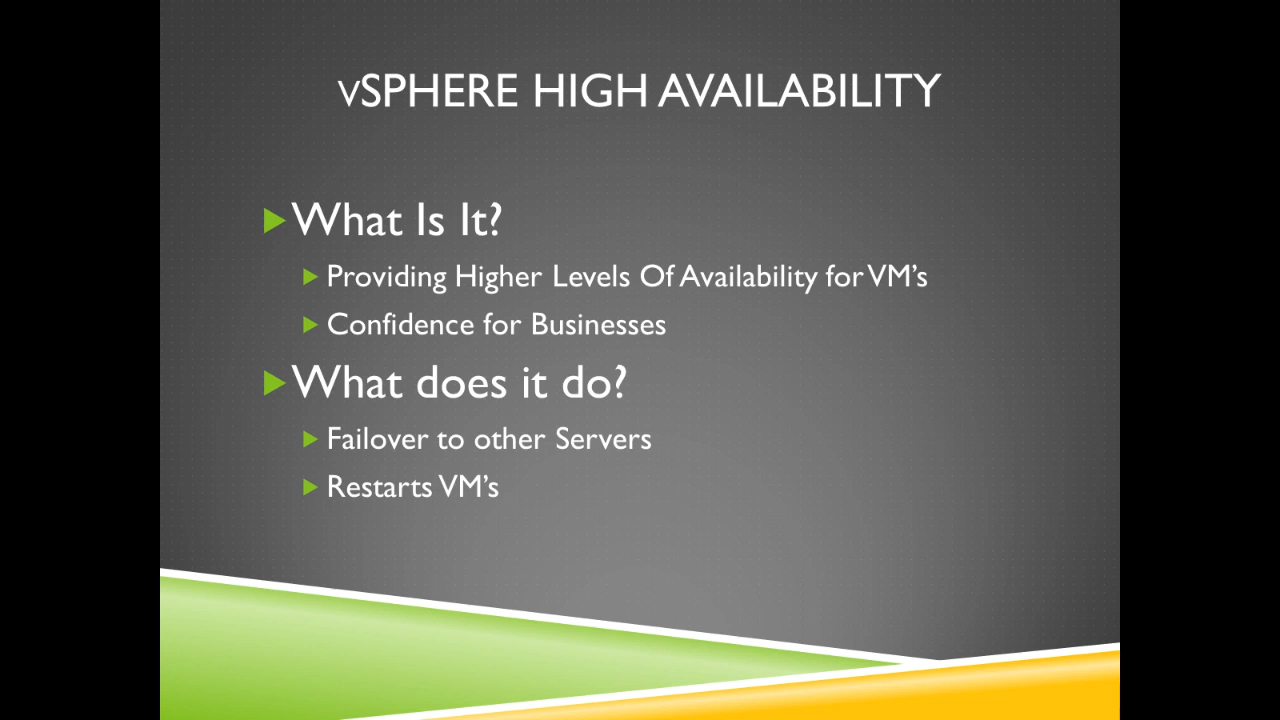 vSPHERE HIGH AVAILABILITY
What Is It?
Providing Higher Levels Of Availability for VM’s
Confidence for Businesses
What does it do?
Failover to other Servers
Restarts VM’s